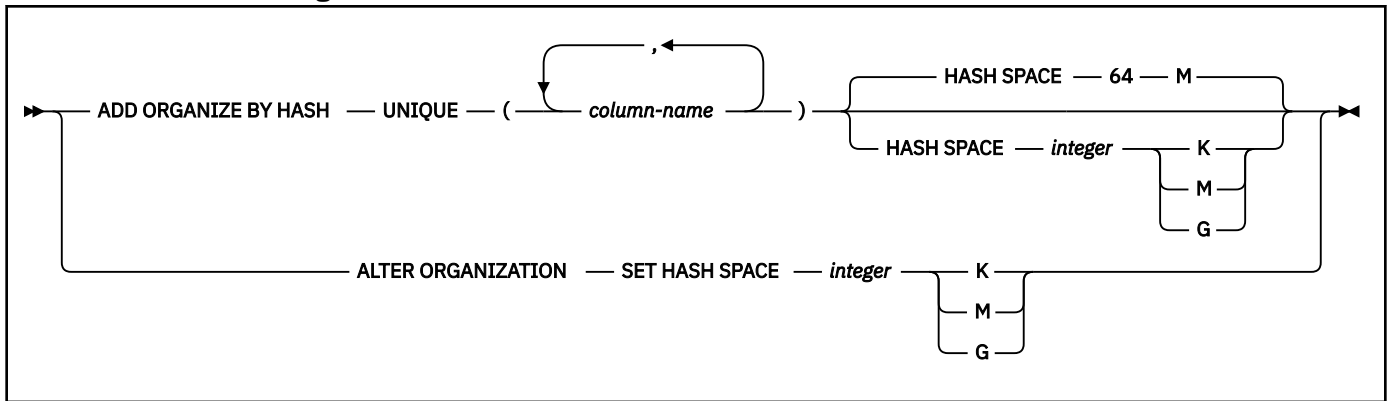 ,
HASH SPACE 64 M
ADD ORGANIZE BY HASH UNIQUE ( column-name )
HASH SPACE integer K
M
G
ALTER ORGANIZATION SET HASH SPACE integer K
M
G